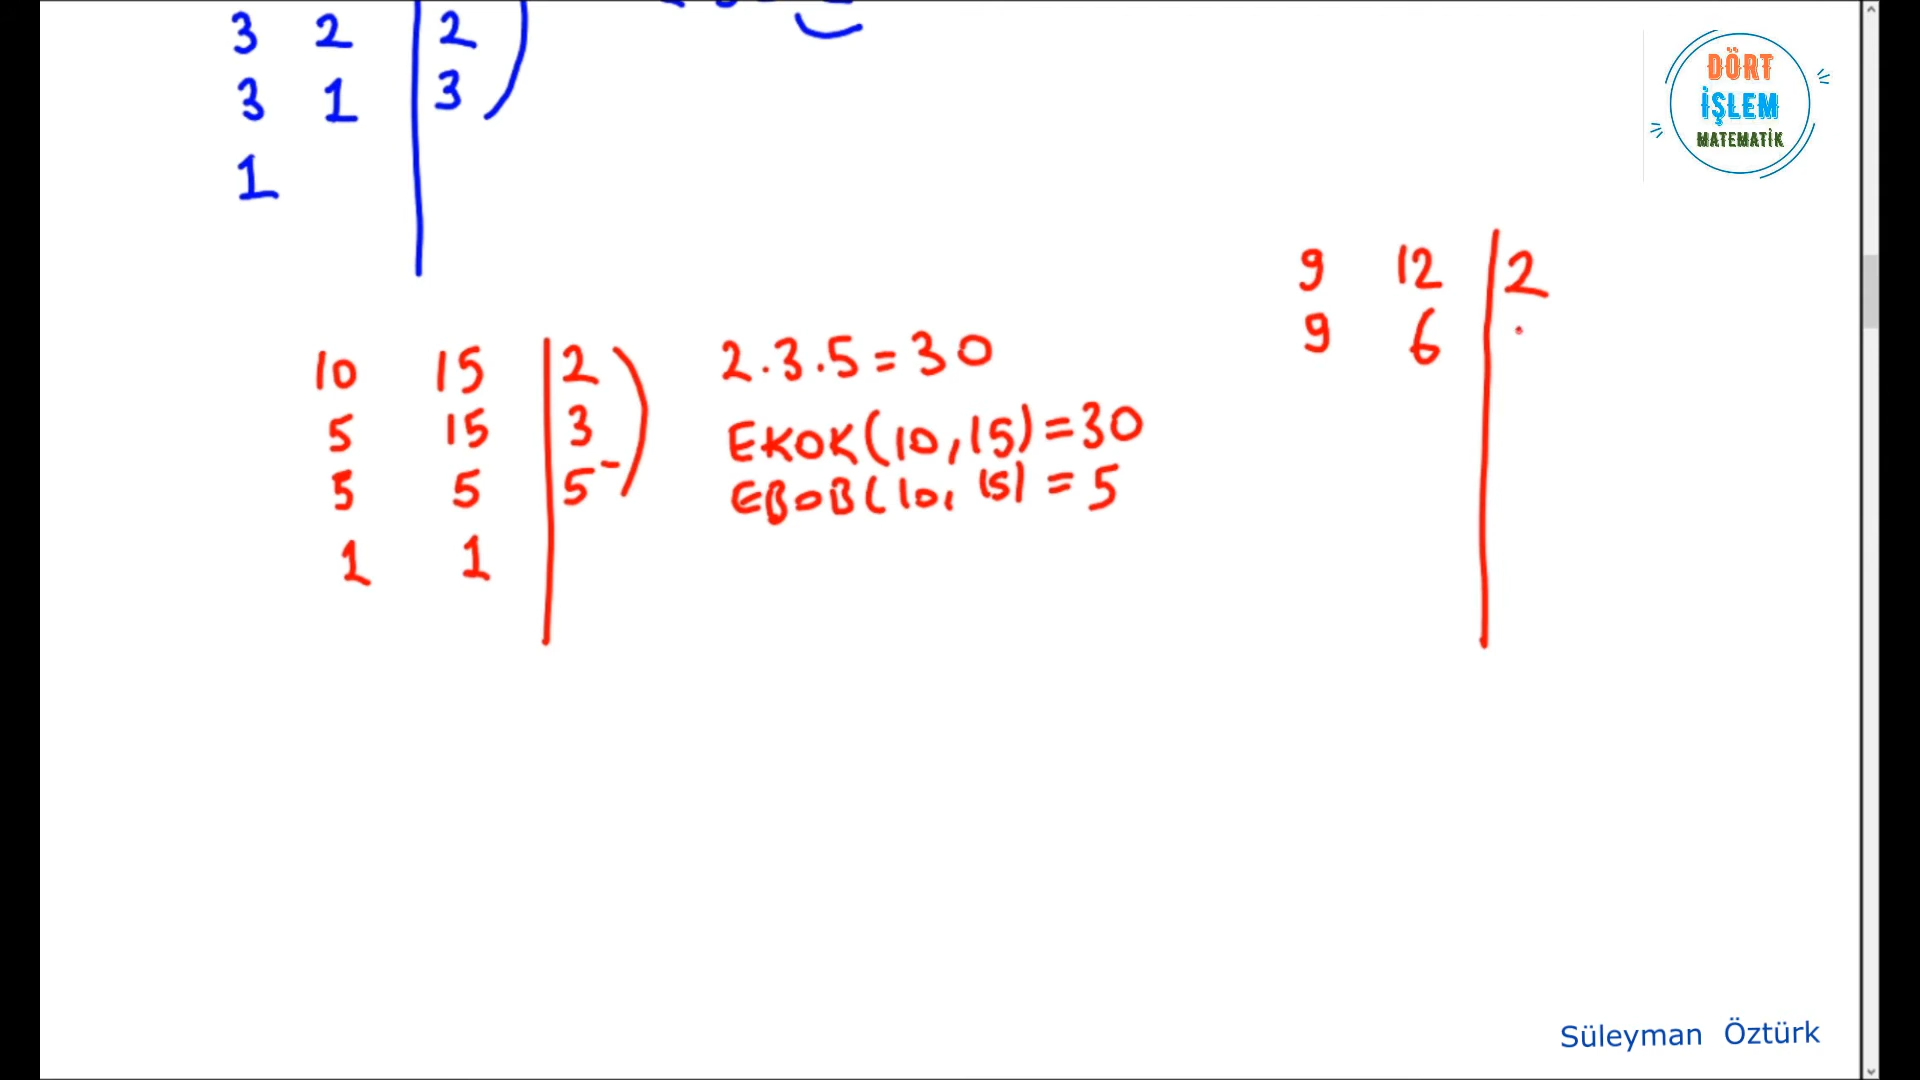 3 2 2
3 1 3
1
DÖRT
İŞLEM
MATEMATİK
9 12 2
9 6
10 15 2
5 15 3
5 5 5
1 1
2.3.5=30
EKOK(10,15)=30
EBOB(10,15)=5
Süleyman Öztürk